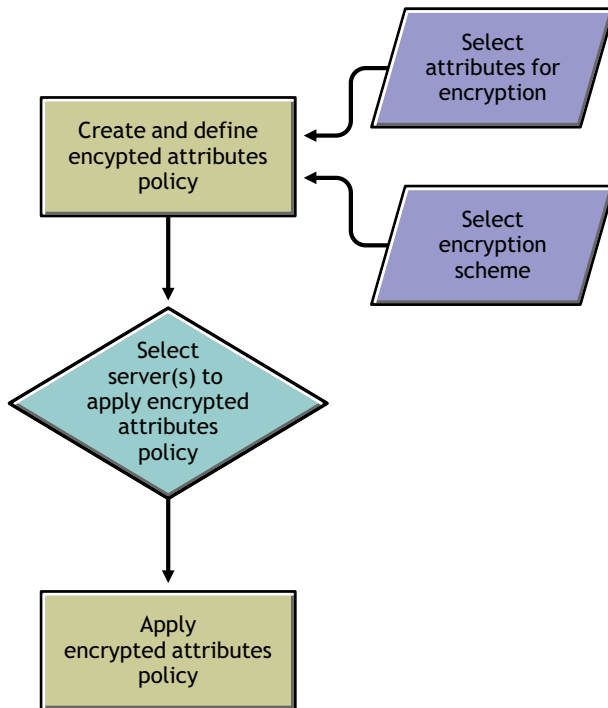 Select
attributes for
encryption
Create and define
encypted attributes
policy
Select
encryption
scheme
Select
server(s) to
apply encrypted
attributes
policy
Apply
encrypted attributes
policy